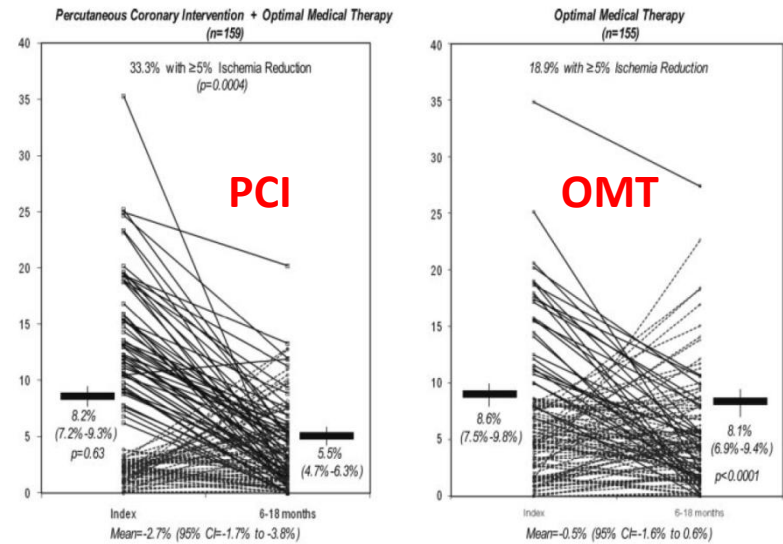 Percutaneous Coronary Intervention + Optimal Medical Therapy
(n=159)
33.3% with ≥5% Ischemia Reduction
(p=0.0004)
PCI
40
35
30
25
20
15
10
5
0
8.2%
(7.2%-9.3%)
p=0.63
5.5%
(4.7%-6.3%)
Index
6-18 months
Mean=-2.7% (95% CI=-1.7% to -3.8%)
Optimal Medical Therapy
(n=155)
18.9% with ≥5% Ischemia Reduction
OMT
40
35
30
25
20
15
10
5
0
8.6%
(7.5%-9.8%)
8.1%
(6.9%-9.4%)
p<0.0001
Index
6-18 months
Mean=-0.5% (95% CI=-1.6% to 0.6%)